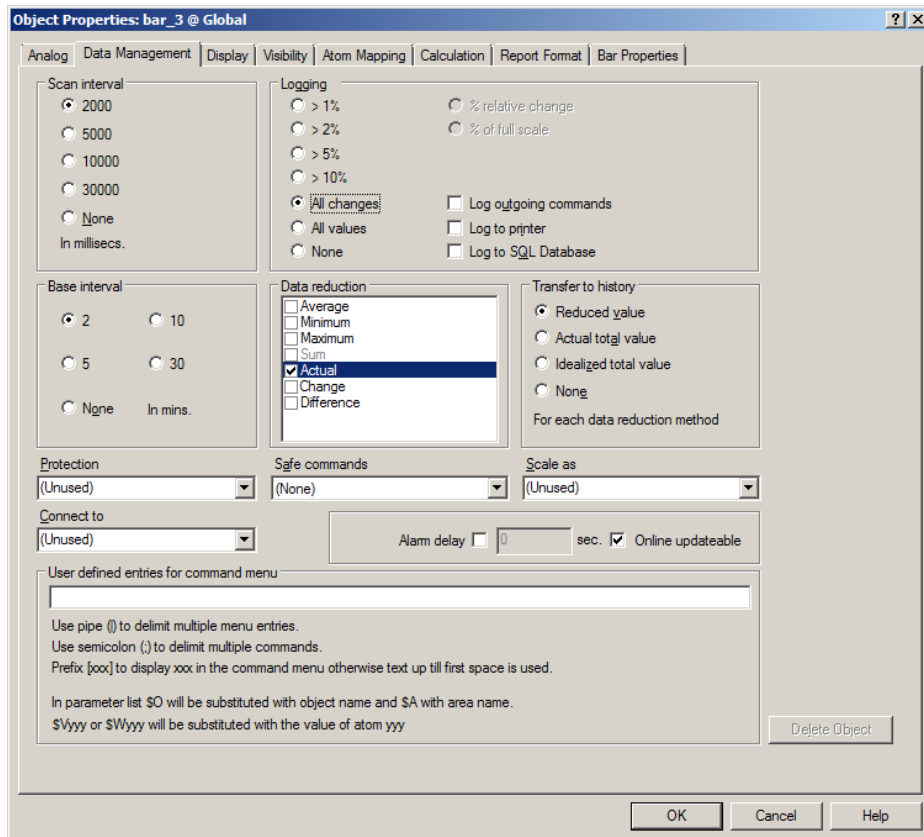 Object Properties: bar_3 @ Global
Analog Data Management Display Visibility Atom Mapping Calculation Report Format Bar Properties
Scan interval
2000
5000
10000
30000
None
In millisecs.
Logging
> 1%
> 2%
> 5%
> 10%
All changes
All values
None
% relative change
% of full scale
Log outgoing commands
Log to printer
Log to SQL Database
Base interval
2 10
5 30
None In mins.
Data reduction
Average
Minimum
Maximum
Sum
Actual
Change
Difference
Transfer to history
Reduced value
Actual total value
Idealized total value
None
For each data reduction method
Protection
(Unused)
Safe commands
(None)
Scale as
(Unused)
Connect to
(Unused)
Alarm delay 0 sec. Online updateable
User defined entries for command menu
Use pipe (|) to delimit multiple menu entries.
Use semicolon (;) to delimit multiple commands.
Prefix [xxx] to display xxx in the command menu otherwise text up till first space is used.
In parameter list $O will be substituted with object name and $A with area name.
$Vyyy or $Wyyy will be substituted with the value of atom yyy
Delete Object
OK Cancel Help